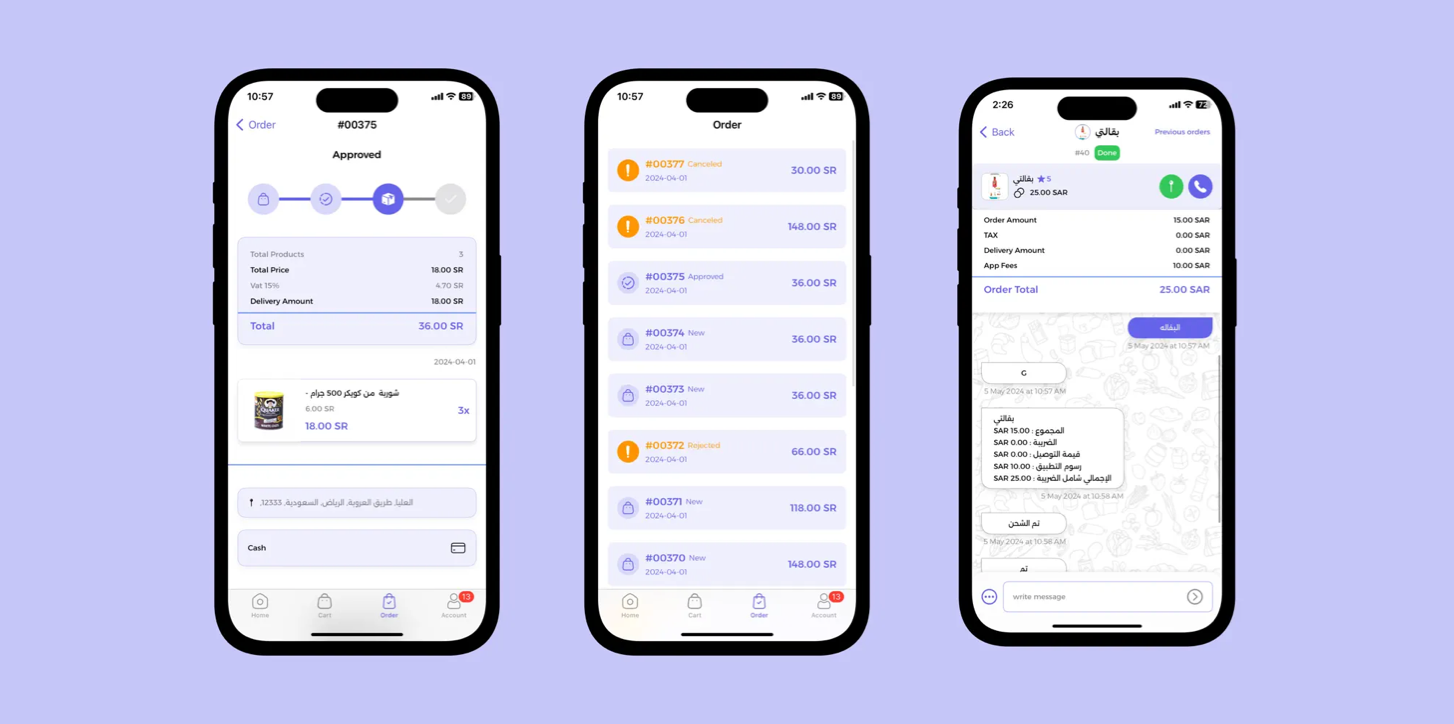 10:57
89
Order
#00375
Approved
Total Products 3
Total Price 18.00 SR
Vat 15% 4.70 SR
Delivery Amount 18.00 SR
Total 36.00 SR
2024-04-01
شوربة من كويكر 500 جرام -
6.00 SR
18.00 SR
3x
QUAKER
العليا, طريق العروبة, الرياض, السعودية, 12333,
Cash
Home
Cart
Order
Account
13
10:57
89
Order
#00377 Canceled
2024-04-01
30.00 SR
#00376 Canceled
2024-04-01
148.00 SR
#00375 Approved
2024-04-01
36.00 SR
#00374 New
2024-04-01
36.00 SR
#00373 New
2024-04-01
36.00 SR
#00372 Rejected
2024-04-01
66.00 SR
#00371 New
2024-04-01
118.00 SR
#00370 New
2024-04-01
148.00 SR
Home
Cart
Order
Account
13
2:26
72
Back
بقالتي
Previous orders
#40 Done
بقالتي ★ 5
25.00 SAR
Order Amount 15.00 SAR
TAX 0.00 SAR
Delivery Amount 0.00 SAR
App Fees 10.00 SAR
Order Total 25.00 SAR
البقاله
5 May 2024 at 10:57 AM
G
5 May 2024 at 10:57 AM
بقالتي
المجموع : 15.00 SAR
الضريبة : 0.00 SAR
قيمة التوصيل : 0.00 SAR
رسوم التطبيق : 10.00 SAR
الإجمالي شامل الضريبة : 25.00 SAR
5 May 2024 at 10:58 AM
تم الشحن
5 May 2024 at 10:58 AM
تم
write message